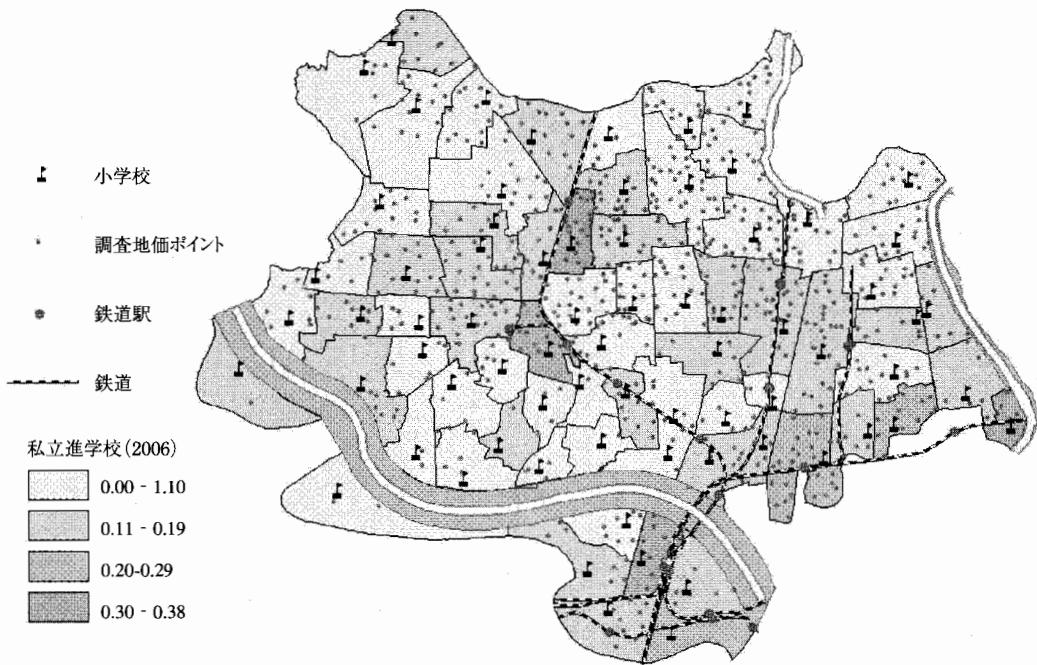 小学校
調査地価ポイント
鉄道駅
鉄道
私立進学校(2006)
0.00 - 1.10
0.11 - 0.19
0.20-0.29
0.30 - 0.38